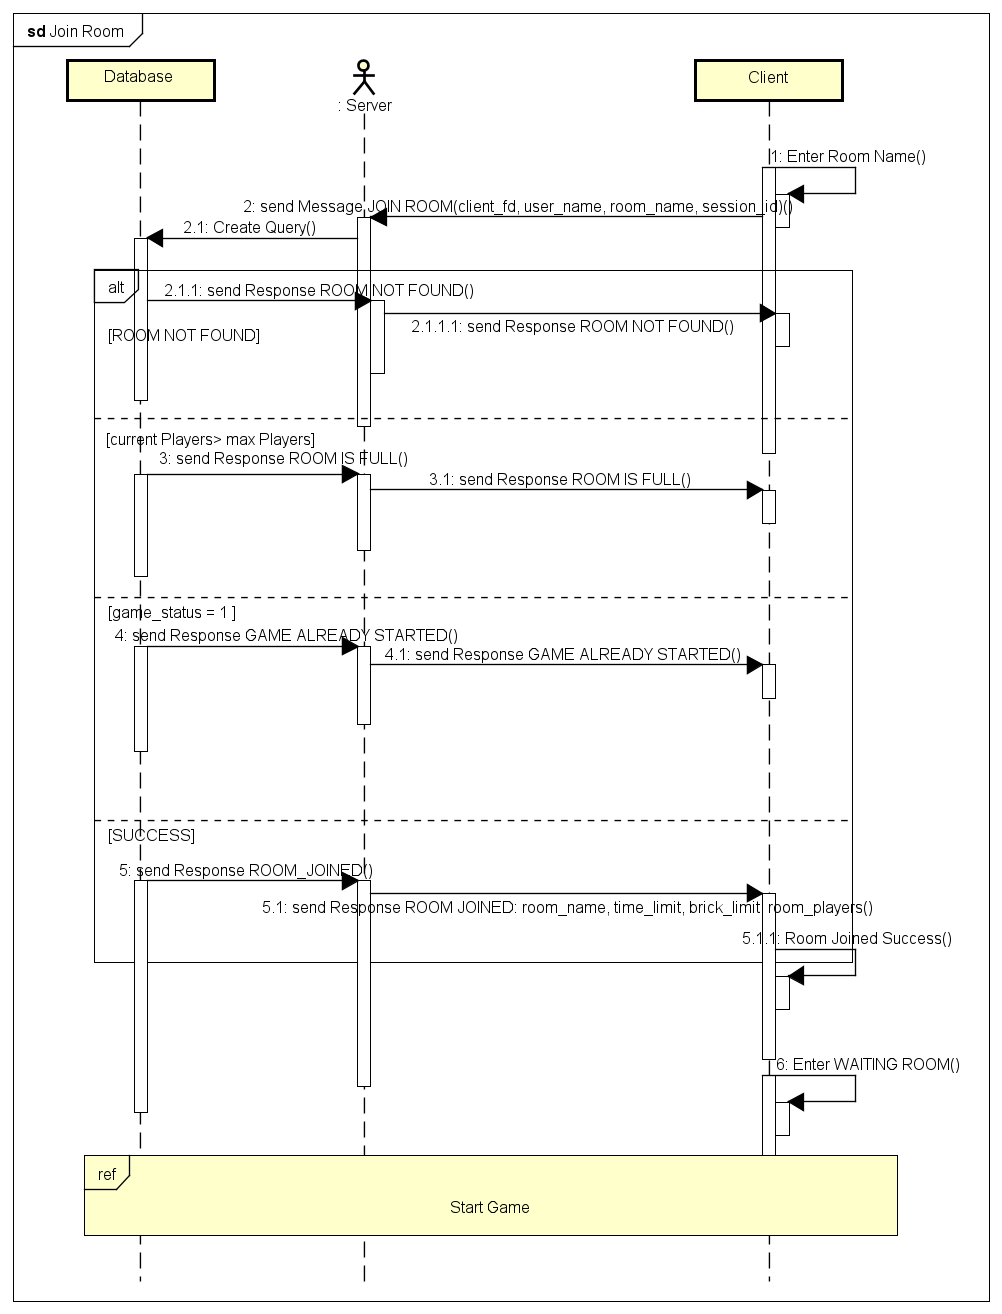 sd Join Room
Database
: Server
Client
1: Enter Room Name()
2: send Message JOIN ROOM(client_fd, user_name, room_name, session_id)()
2.1: Create Query()
alt
2.1.1: send Response ROOM NOT FOUND()
2.1.1.1: send Response ROOM NOT FOUND()
[ROOM NOT FOUND]
[current Players> max Players]
3: send Response ROOM IS FULL()
3.1: send Response ROOM IS FULL()
[game_status = 1 ]
4: send Response GAME ALREADY STARTED()
4.1: send Response GAME ALREADY STARTED()
[SUCCESS]
5: send Response ROOM_JOINED()
5.1: send Response ROOM JOINED: room_name, time_limit, brick_limit, room_players()
5.1.1: Room Joined Success()
6: Enter WAITING ROOM()
ref
Start Game